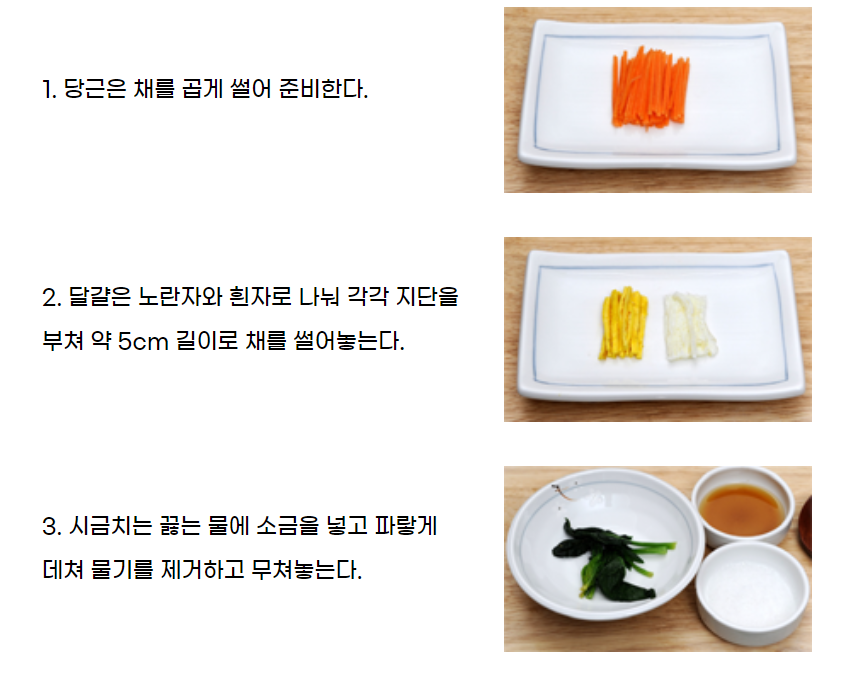 1. 당근은 채를 곱게 썰어 준비한다.
2. 달걀은 노란자와 흰자로 나눠 각각 지단을
부쳐 약 5cm 길이로 채를 썰어놓는다.
3. 시금치는 끓는 물에 소금을 넣고 파랗게
데쳐 물기를 제거하고 무쳐놓는다.